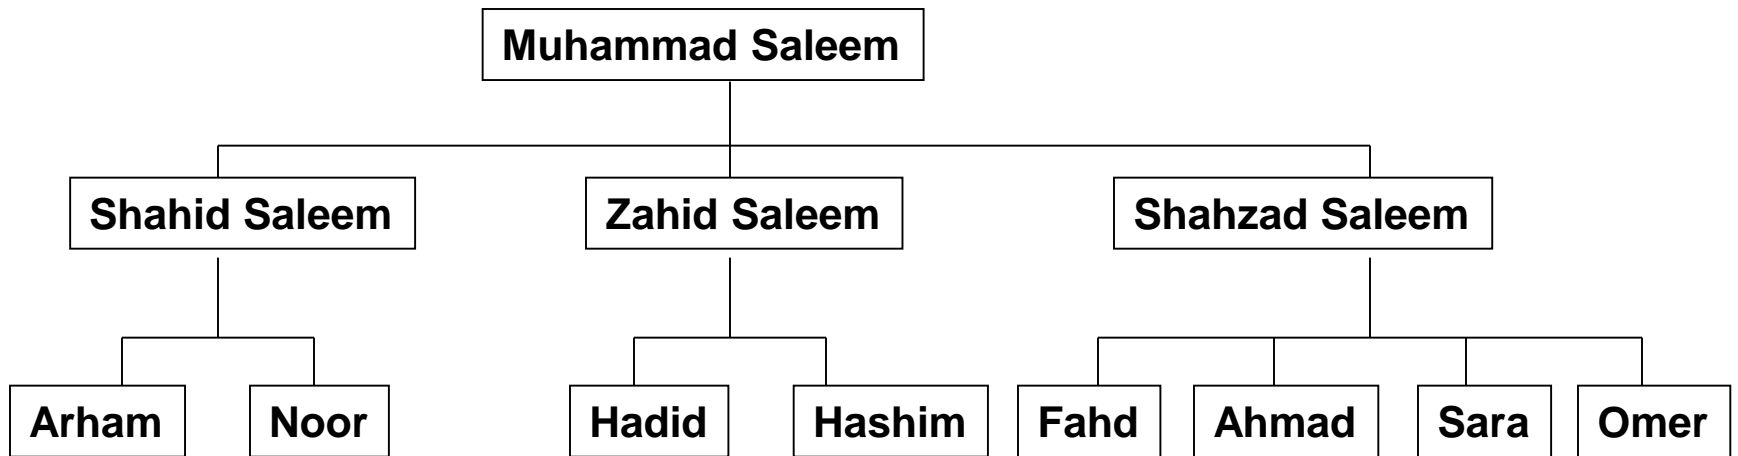 Muhammad Saleem
Shahid Saleem
Zahid Saleem
Shahzad Saleem
Arham
Noor
Hadid
Hashim
Fahd
Ahmad
Sara
Omer